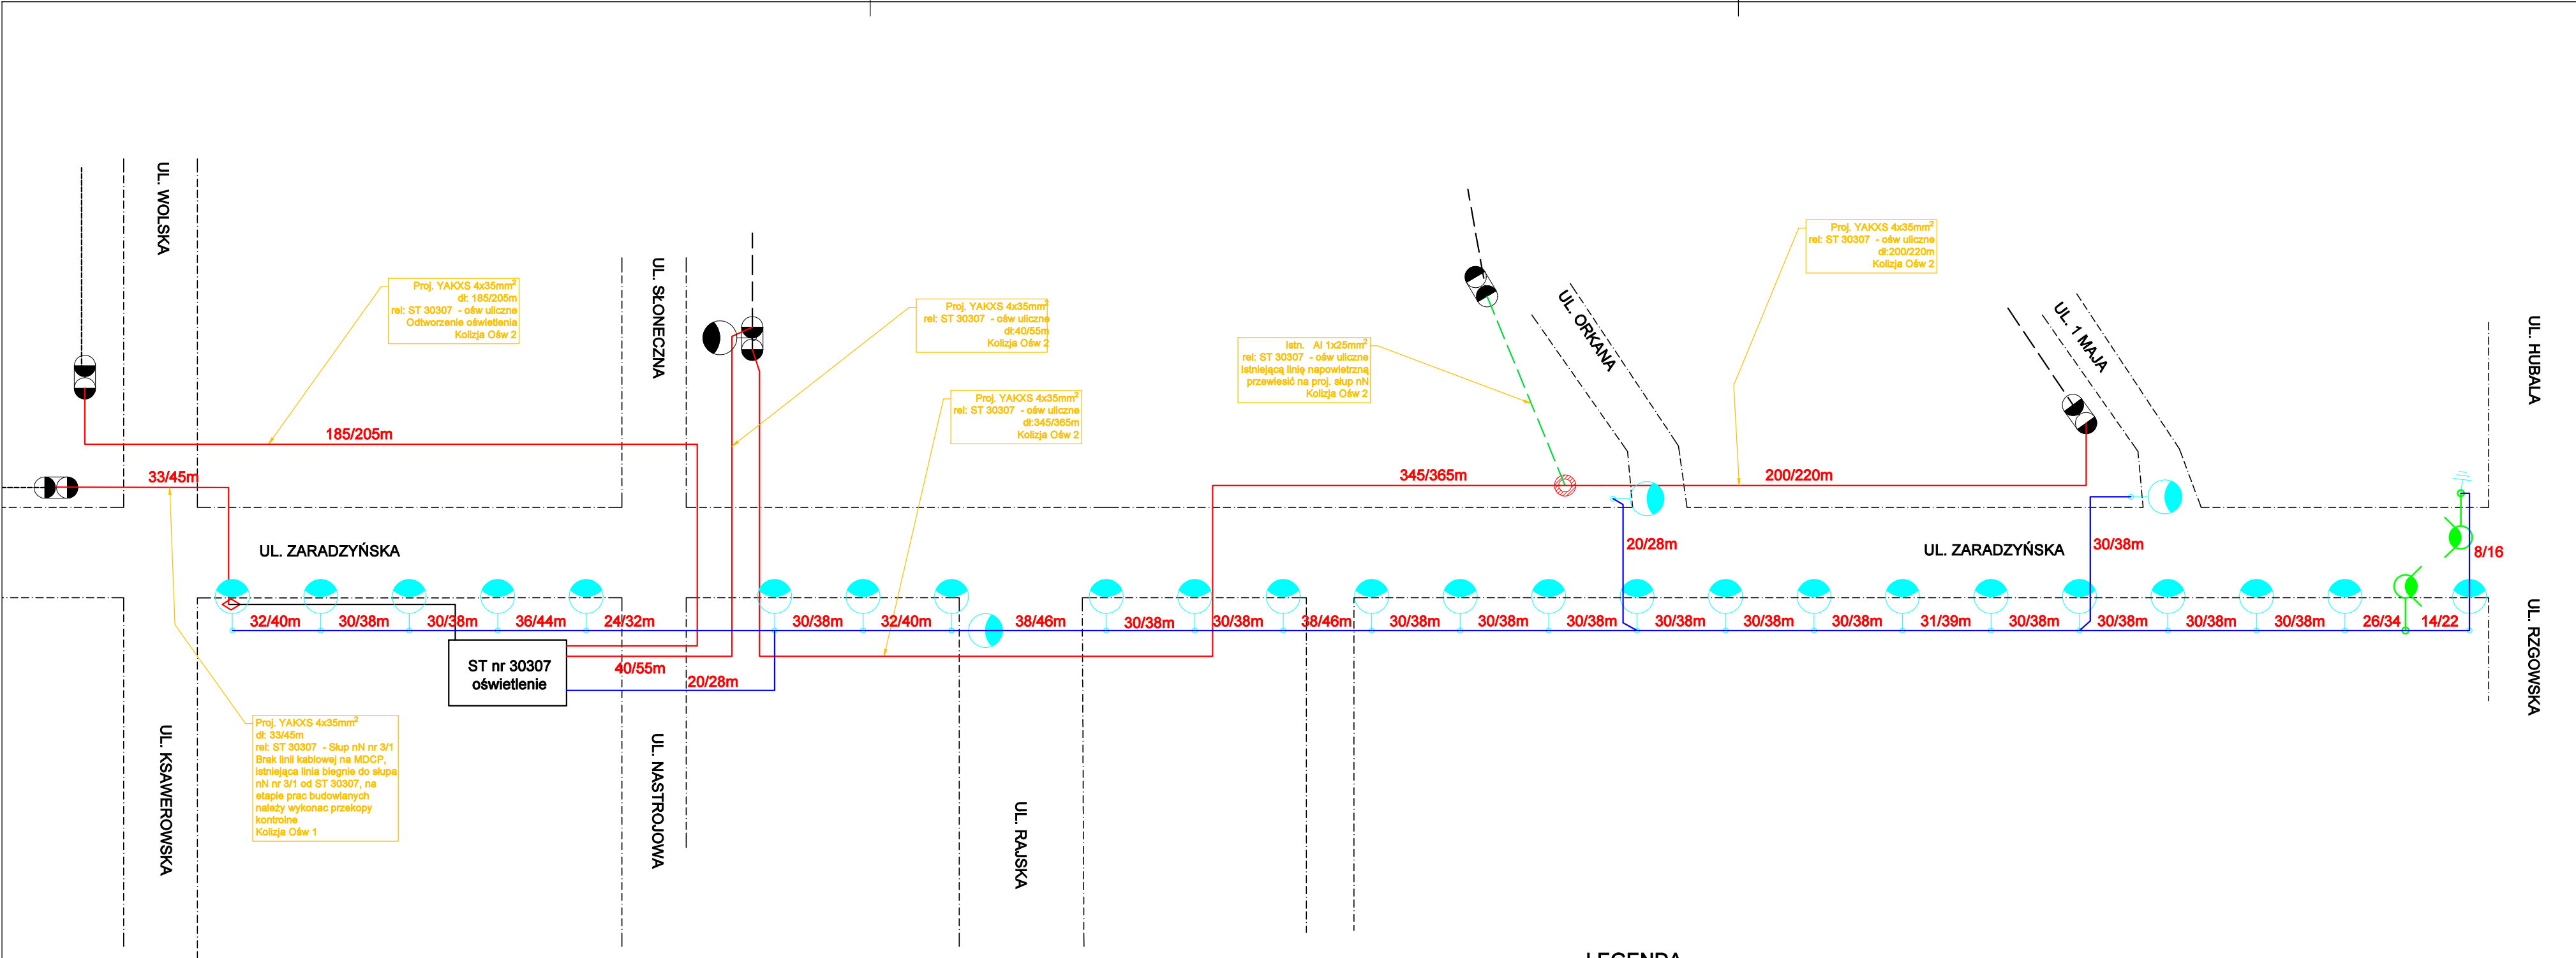 UL. WOLSKA
UL. SŁONECZNA
UL. ORKANA
UL. 1 MAJA
UL. HUBALA
Proj. YAKXS 4x35mm²
dł: 185/205m
rel: ST 30307 - ośw uliczne
Odtworzenie oświetlenia
Kolizja Ośw 2
Proj. YAKXS 4x35mm²
rel: ST 30307 - ośw uliczne
dł:40/55m
Kolizja Ośw 2
Proj. YAKXS 4x35mm²
rel: ST 30307 - ośw uliczne
dł:345/365m
Kolizja Ośw 2
Istn. Al 1x25mm²
rel: ST 30307 - ośw uliczne
Istniejącą linię napowietrzną
przewiesić na proj. słup nN
Kolizja Ośw 2
Proj. YAKXS 4x35mm²
rel: ST 30307 - ośw uliczne
dł:200/220m
Kolizja Ośw 2
185/205m
33/45m
345/365m
200/220m
UL. ZARADZYŃSKA
20/28m
UL. ZARADZYŃSKA
30/38m
8/16
32/40m
30/38m
30/38m
36/44m
24/32m
30/38m
32/40m
38/46m
30/38m
30/38m
38/46m
30/38m
30/38m
30/38m
30/38m
30/38m
30/38m
31/39m
30/38m
30/38m
30/38m
30/38m
26/34
14/22
ST nr 30307
oświetlenie
40/55m
20/28m
Proj. YAKXS 4x35mm²
dł: 33/45m
rel: ST 30307 - Słup nN nr 3/1
Brak linii kablowej na MDCP,
istniejąca linia biegnie do słupa
nN nr 3/1 od ST 30307, na
etapie prac budowlanych
należy wykonac przekopy
kontrolne
Kolizja Ośw 1
UL. KSAWEROWSKA
UL. NASTROJOWA
UL. RAJSKA
UL. RZGOWSKA
LEGENDA